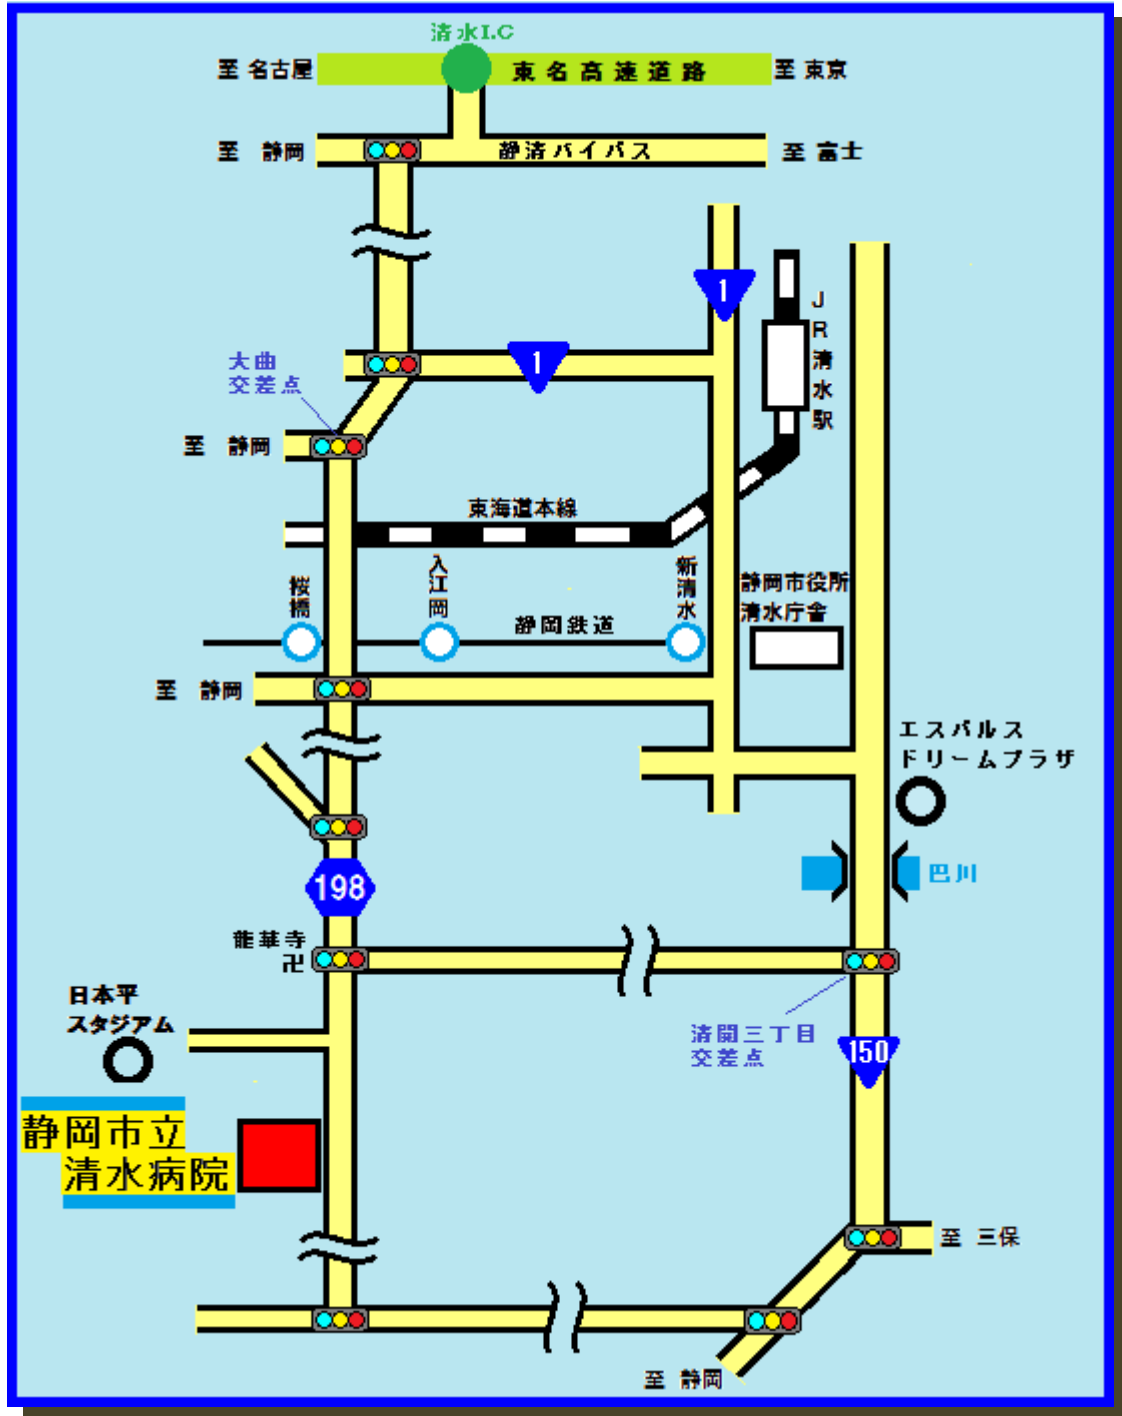 清水I.C
至 名古屋
東名高速道路
至 東京
至 静岡
静清バイパス
至 富士
1
JR清水駅
1
大曲
交差点
至 静岡
東海道本線
桜橋
入江岡
新清水
静岡鉄道
静岡市役所
清水庁舎
至 静岡
エスパルス
ドリームプラザ
巴川
198
龍華寺
卍
日本平
スタジアム
清開三丁目
交差点
150
静岡市立
清水病院
至 三保
至 静岡